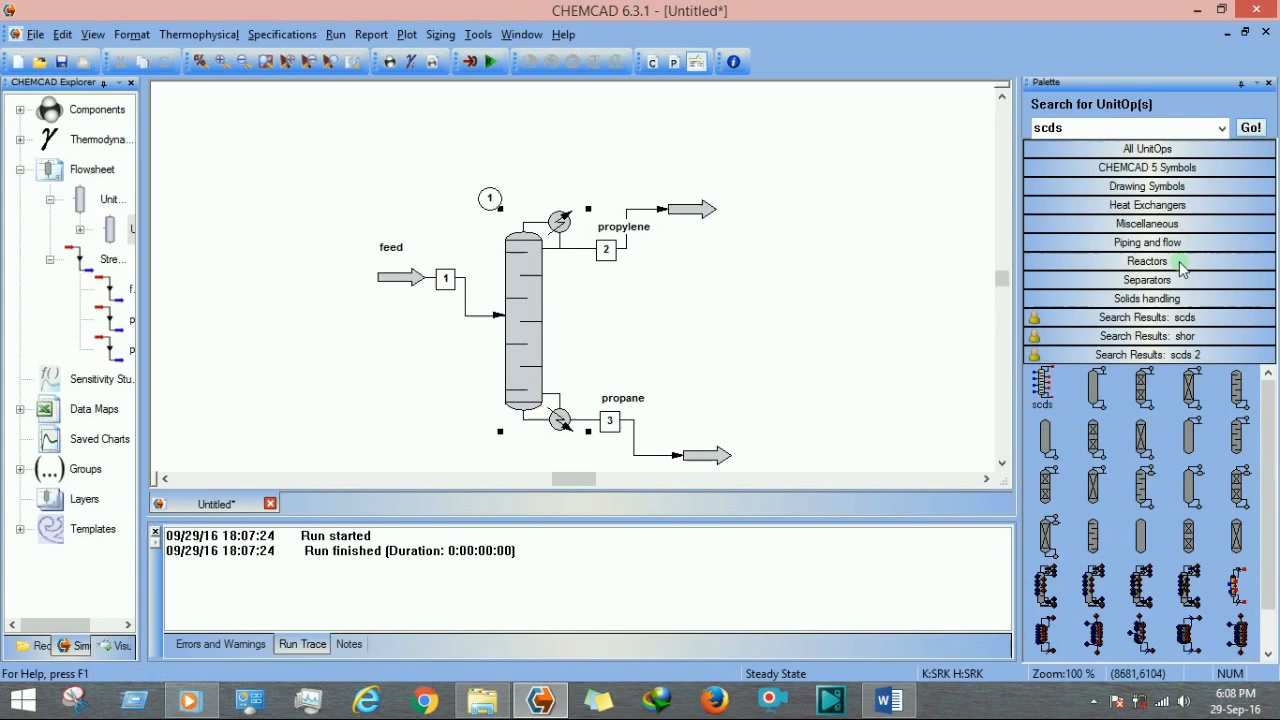 CHEMCAD 6.3.1 - [Untitled*]
File Edit View Format Thermophysical Specifications Run Report Plot Sizing Tools Window Help
CHEMCAD Explorer
Components
Thermodyna...
Flowsheet
Unit...
Stre...
Sensitivity Stu...
Data Maps
Saved Charts
Groups
Layers
Templates
Rec Sim Visu
1
feed
1
propylene
2
propane
3
Untitled*
09/29/16 18:07:24 Run started
09/29/16 18:07:24 Run finished (Duration: 0:00:00:00)
Errors and Warnings Run Trace Notes
Palette
Search for UnitOp(s)
scds Go!
All UnitOps
CHEMCAD 5 Symbols
Drawing Symbols
Heat Exchangers
Miscellaneous
Piping and flow
Reactors
Separators
Solids handling
Search Results: scds
Search Results: shor
Search Results: scds 2
scds
For Help, press F1 Steady State K:SRK H:SRK Zoom:100 % (8681,6104) NUM
6:08 PM
29-Sep-16